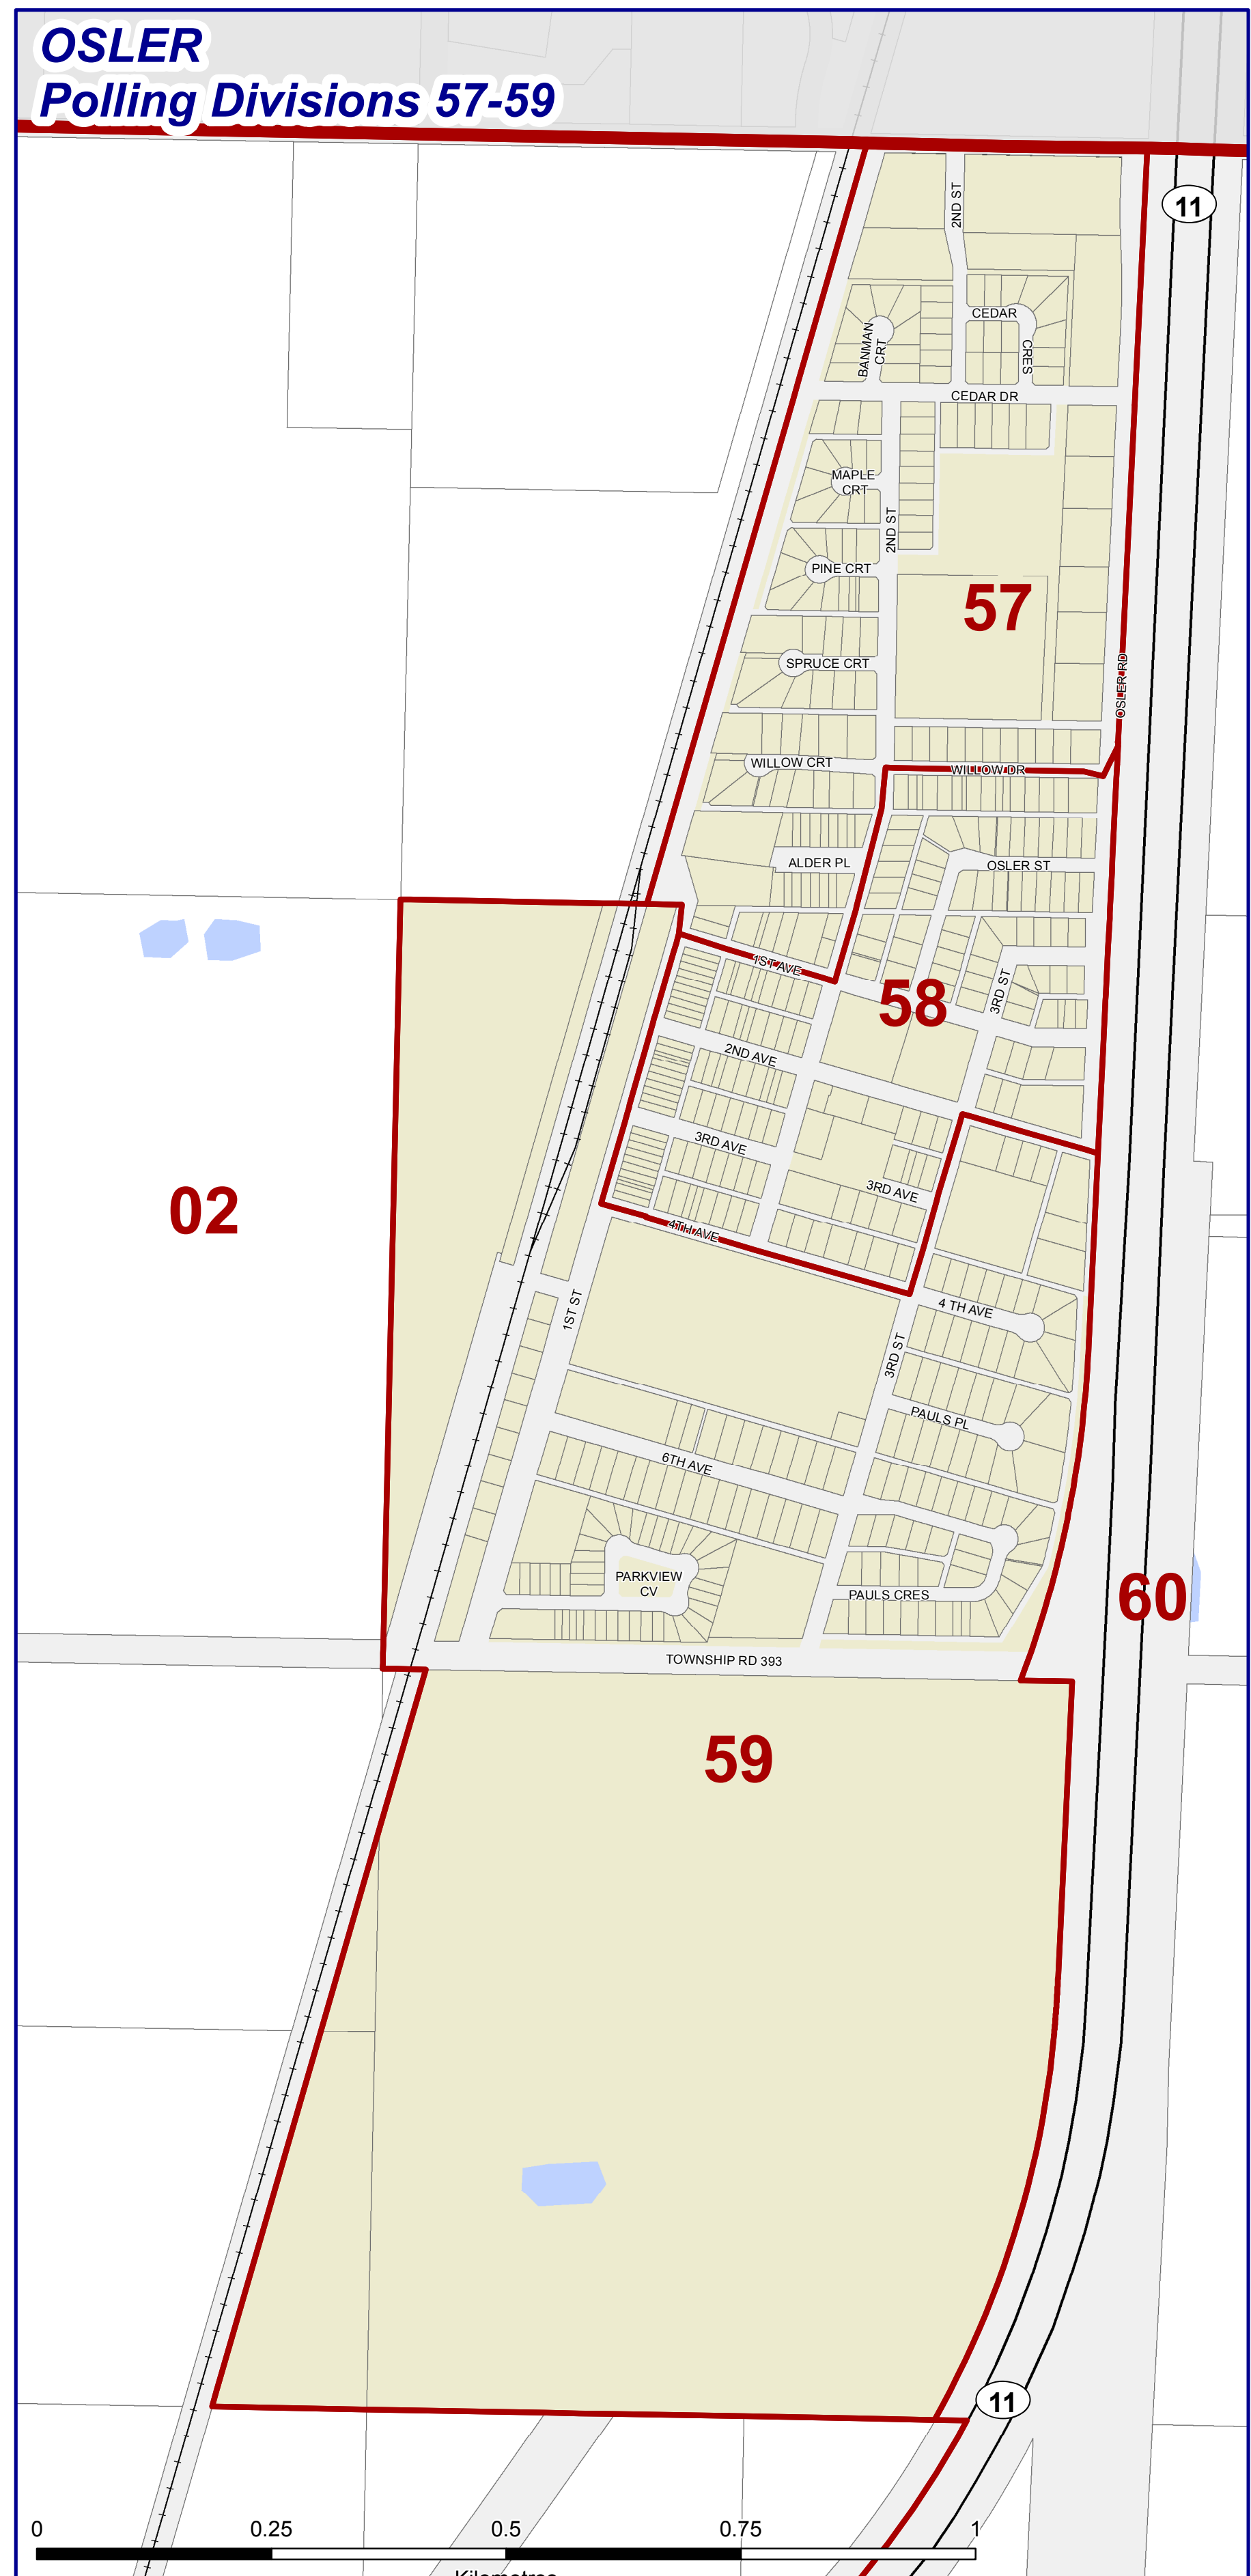 OSLER
Polling Divisions 57-59
2ND ST
11
CEDAR
CRES
BANMAN
CRT
CEDAR DR
MAPLE
CRT
2ND ST
PINE CRT
57
SPRUCE CRT
OSLER RD
WILLOW CRT
WILLOW DR
ALDER PL
OSLER ST
1ST AVE
3RD ST
58
2ND AVE
3RD AVE
3RD AVE
02
4TH AVE
1ST ST
4 TH AVE
3RD ST
PAULS PL
6TH AVE
PARKVIEW
CV
PAULS CRES
60
TOWNSHIP RD 393
59
11
0 0.25 0.5 0.75 1
Kilometres